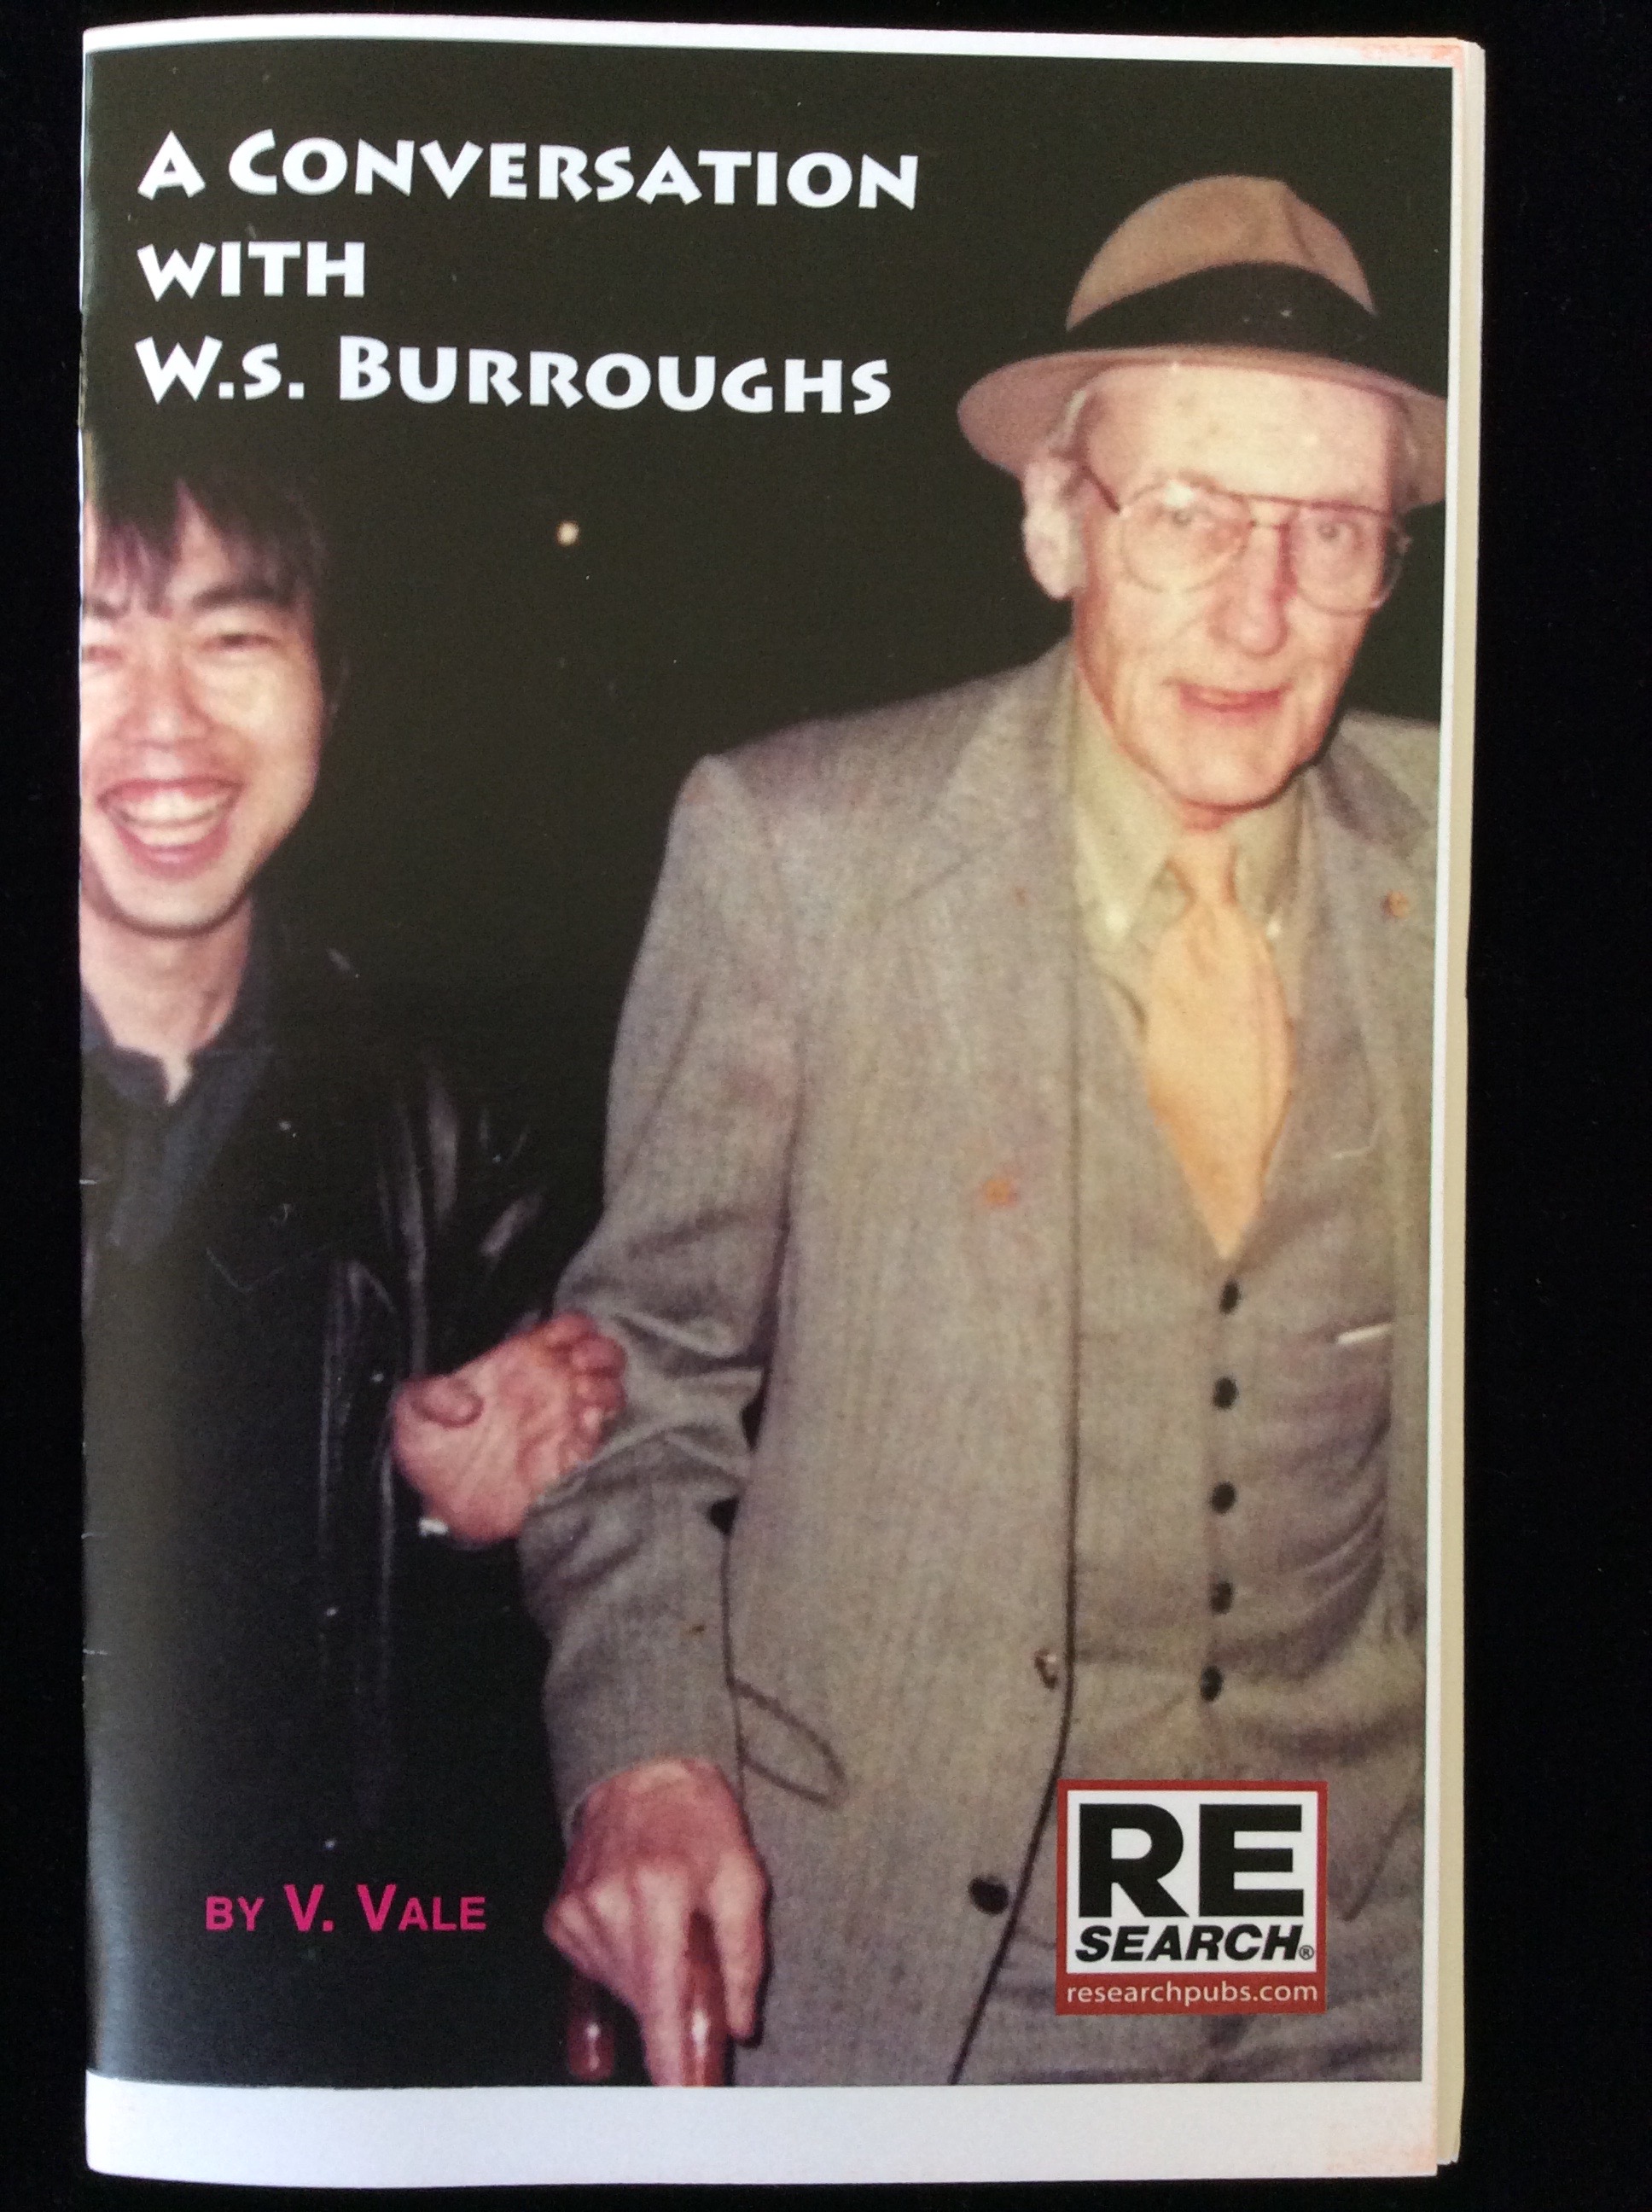 A CONVERSATION
WITH
W.S. BURROUGHS
BY V. VALE
RE
SEARCH®
researchpubs.com